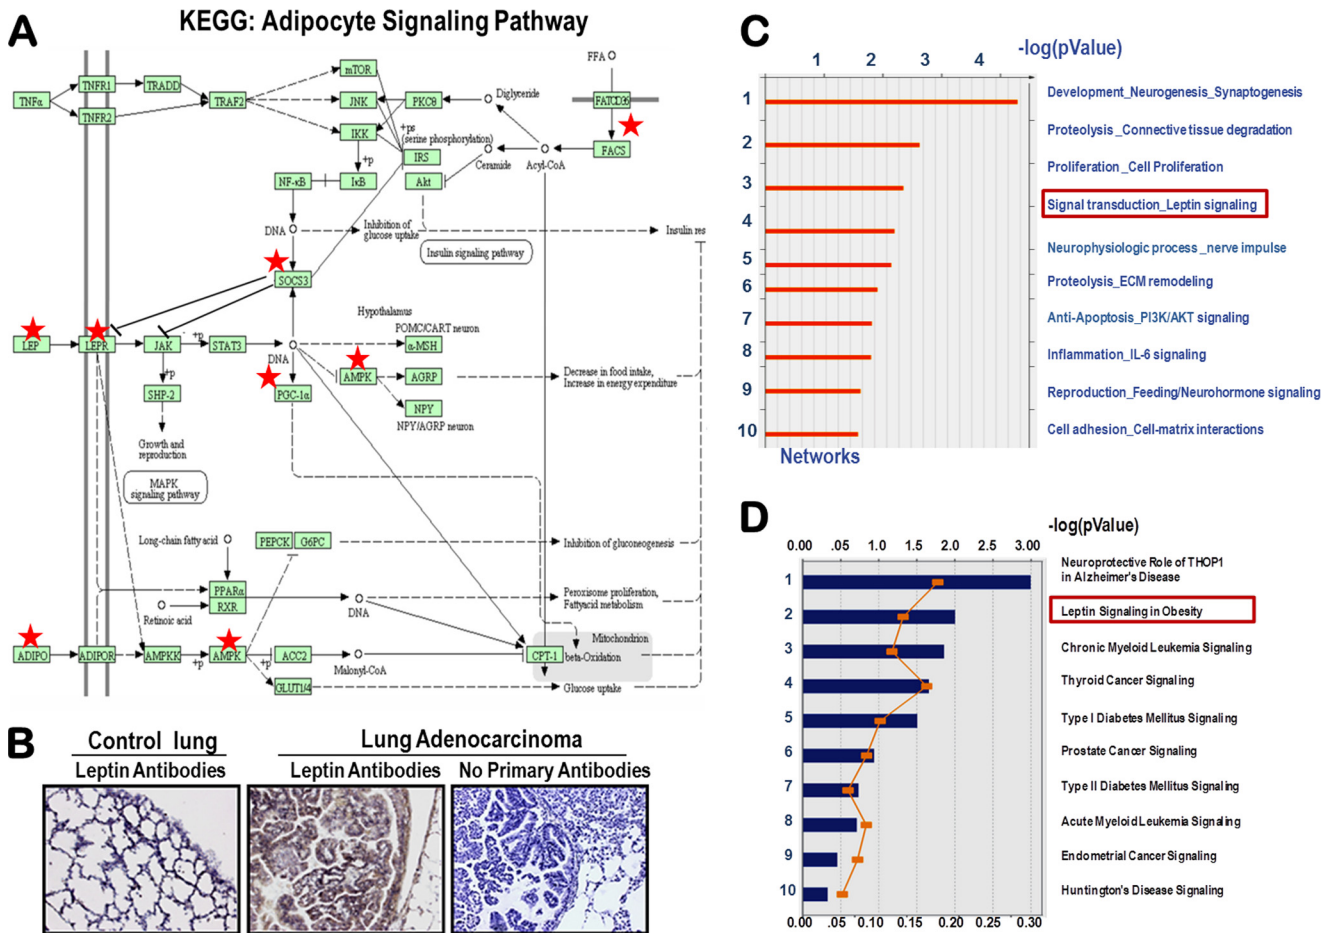 A
KEGG: Adipocyte Signaling Pathway
FFA
TNFα
TNFR1
TRADD
TNFR2
TRAF2
mTOR
JNK
PKCθ
Diglyceride
FATCD36
IKK
+ps
(serine phosphorylation)
IRS
+p
Ceramide
Acyl-CoA
FACS
NF-κB
IκB
Akt
DNA
Inhibition of
glucose uptake
Insulin res
Insulin signaling pathway
SOCS3
Hypothalamus
POMC/CART neuron
LEP
LEPR
JAK
+p
STAT3
DNA
α-MSH
+p
AMPK
AGRP
Decrease in food intake,
Increase in energy expenditure
SHP-2
PGC-1α
NPY
NPY/AGRP neuron
Growth and
reproduction
MAPK
signaling pathway
Long-chain fatty acid
PEPCK
G6PC
Inhibition of gluconeogenesis
PPARα
RXR
Retinoic acid
DNA
Peroxisome proliferation,
Fattyacid metabolism
Mitochondrion
ADIPO
ADIPOR
AMPKK
+p
AMPK
+p
ACC2
Malonyl-CoA
CPT-1
beta-Oxidation
GLUT1/4
Glucose uptake
B
Control lung
Lung Adenocarcinoma
Leptin Antibodies
Leptin Antibodies
No Primary Antibodies
C
-log(pValue)
1 2 3 4
1 Development_Neurogenesis_Synaptogenesis
2 Proteolysis_Connective tissue degradation
3 Proliferation_Cell Proliferation
4 Signal transduction_Leptin signaling
5 Neurophysiologic process_nerve impulse
6 Proteolysis_ECM remodeling
7 Anti-Apoptosis_PI3K/AKT signaling
8 Inflammation_IL-6 signaling
9 Reproduction_Feeding/Neurohormone signaling
10 Cell adhesion_Cell-matrix interactions
Networks
D
-log(pValue)
0.00 .05 1.0 1.5 2.0 2.5 3.00
1 Neuroprotective Role of THOP1
in Alzheimer's Disease
2 Leptin Signaling in Obesity
3 Chronic Myeloid Leukemia Signaling
4 Thyroid Cancer Signaling
5 Type I Diabetes Mellitus Signaling
6 Prostate Cancer Signaling
7 Type II Diabetes Mellitus Signaling
8 Acute Myeloid Leukemia Signaling
9 Endometrial Cancer Signaling
10 Huntington's Disease Signaling
0.00 .05 1.0 1.5 0.20 2.5 3.00